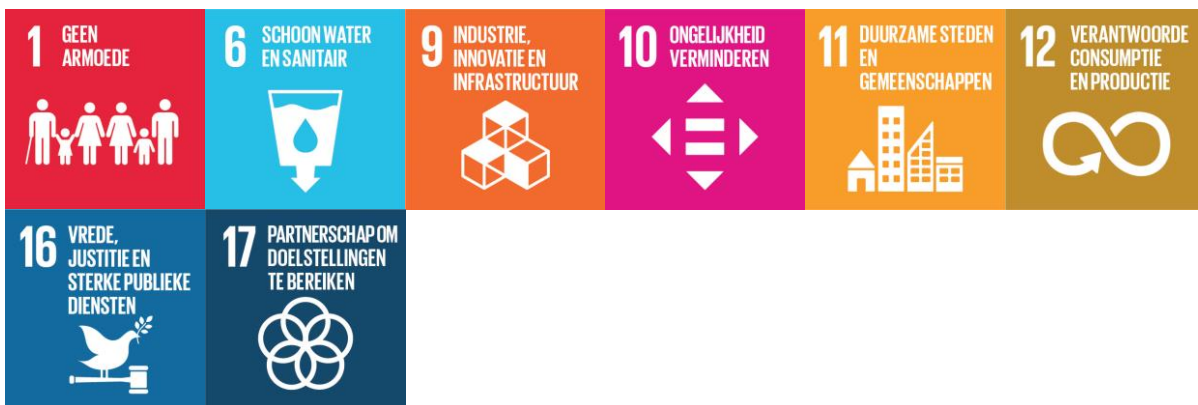 1 GEEN
ARMOEDE
6 SCHOON WATER
EN SANITAIR
9 INDUSTRIE,
INNOVATIE EN
INFRASTRUCTUUR
10 ONGELIJKHEID
VERMINDEREN
11 DUURZAME STEDEN
EN
GEMEENSCHAPPEN
12 VERANTWOORDE
CONSUMPTIE
EN PRODUCTIE
16 VREDE,
JUSTITIE EN
STERKE PUBLIEKE
DIENSTEN
17 PARTNERSCHAP OM
DOELSTELLINGEN
TE BEREIKEN